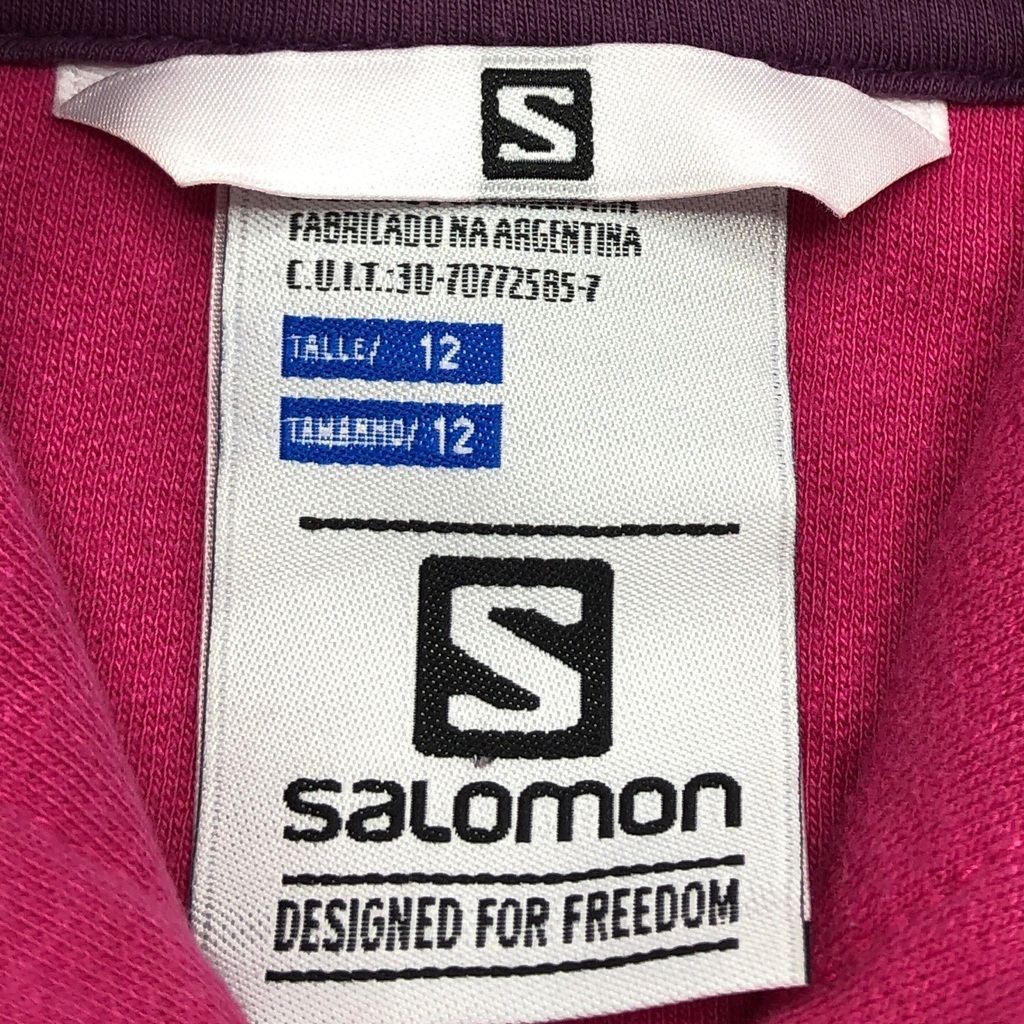 S
FABRICADO NA ARGENTINA
C.U.I.T.:30-70772585-7
TALLE/ 12
TAMANHO/ 12
S
SALOMON
DESIGNED FOR FREEDOM